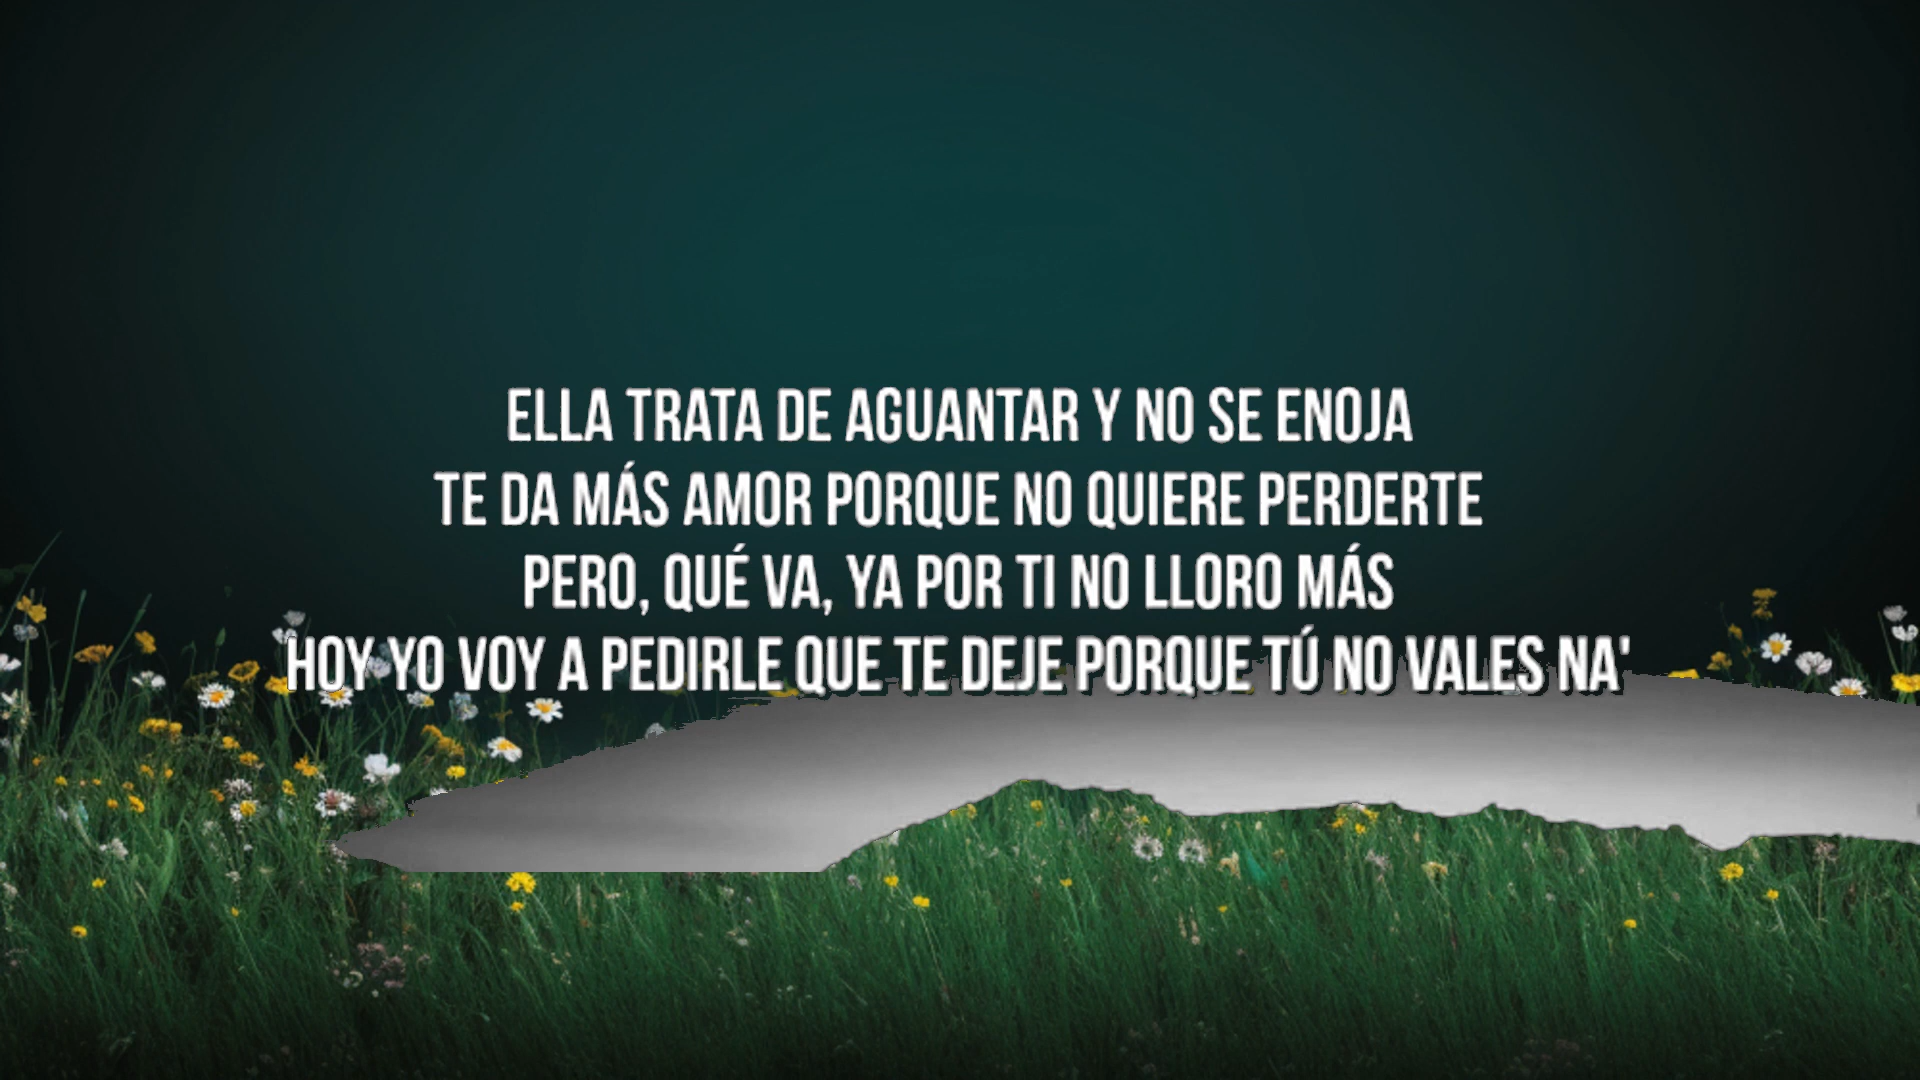 ELLA TRATA DE AGUANTAR Y NO SE ENOJA
TE DA MÁS AMOR PORQUE NO QUIERE PERDERTE
PERO, QUÉ VA, YA POR TI NO LLORO MÁS
HOY YO VOY A PEDIRLE QUE TE DEJE PORQUE TÚ NO VALES NA'